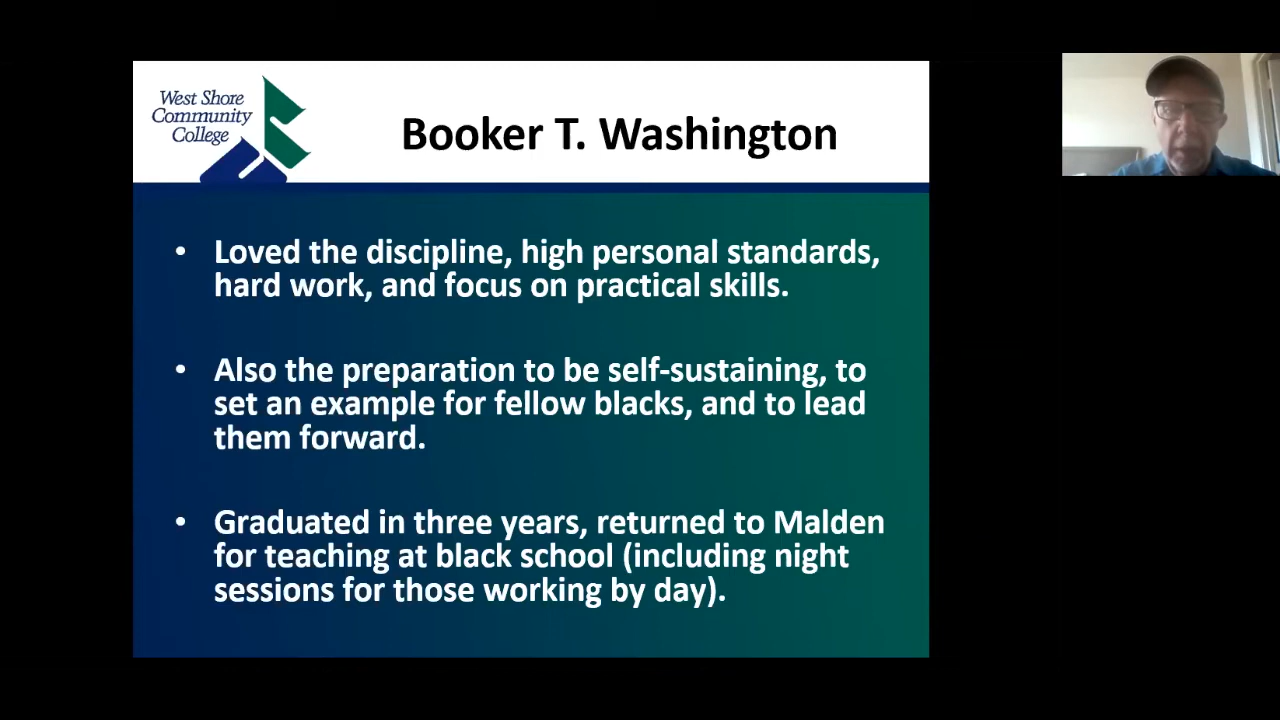 West Shore
Community
College
Booker T. Washington
• Loved the discipline, high personal standards,
hard work, and focus on practical skills.
• Also the preparation to be self-sustaining, to
set an example for fellow blacks, and to lead
them forward.
• Graduated in three years, returned to Malden
for teaching at black school (including night
sessions for those working by day).